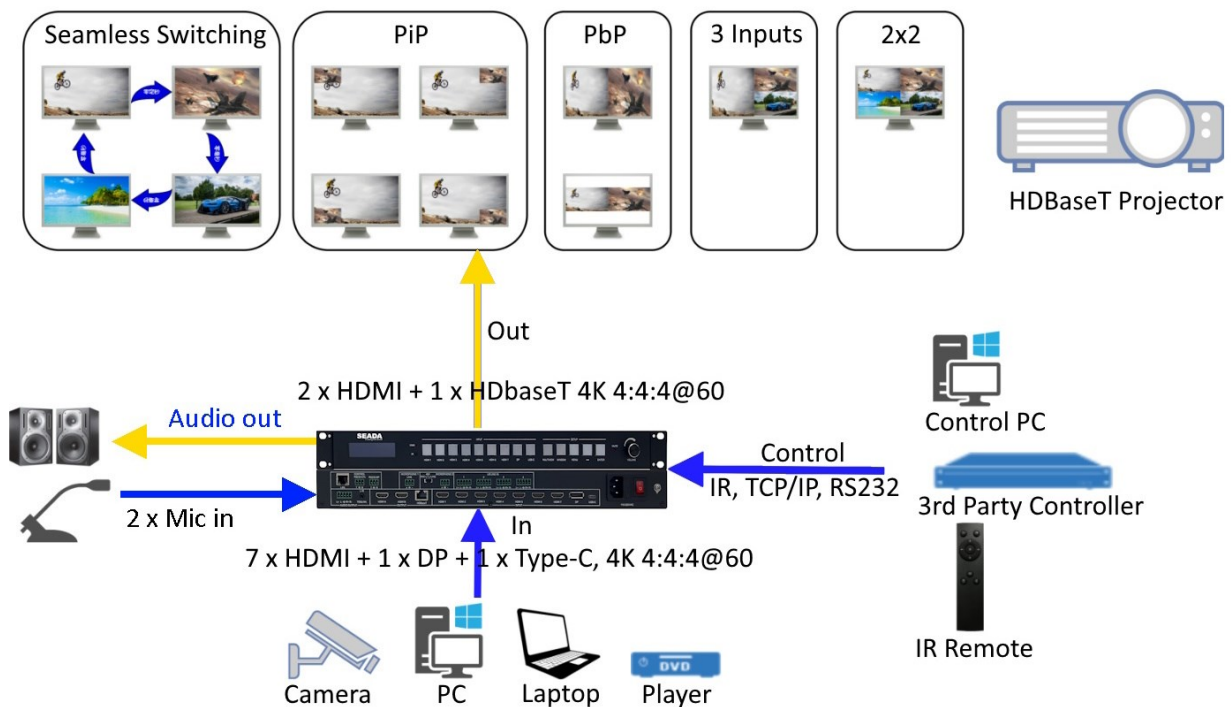 Seamless Switching
PiP
PbP
3 Inputs
2x2
HDBaseT Projector
Out
2 x HDMI + 1 x HDbaseT 4K 4:4:4@60
Audio out
SEADA
Control PC
Control
IR, TCP/IP, RS232
3rd Party Controller
2 x Mic in
In
7 x HDMI + 1 x DP + 1 x Type-C, 4K 4:4:4@60
IR Remote
DVD
Camera
PC
Laptop
Player